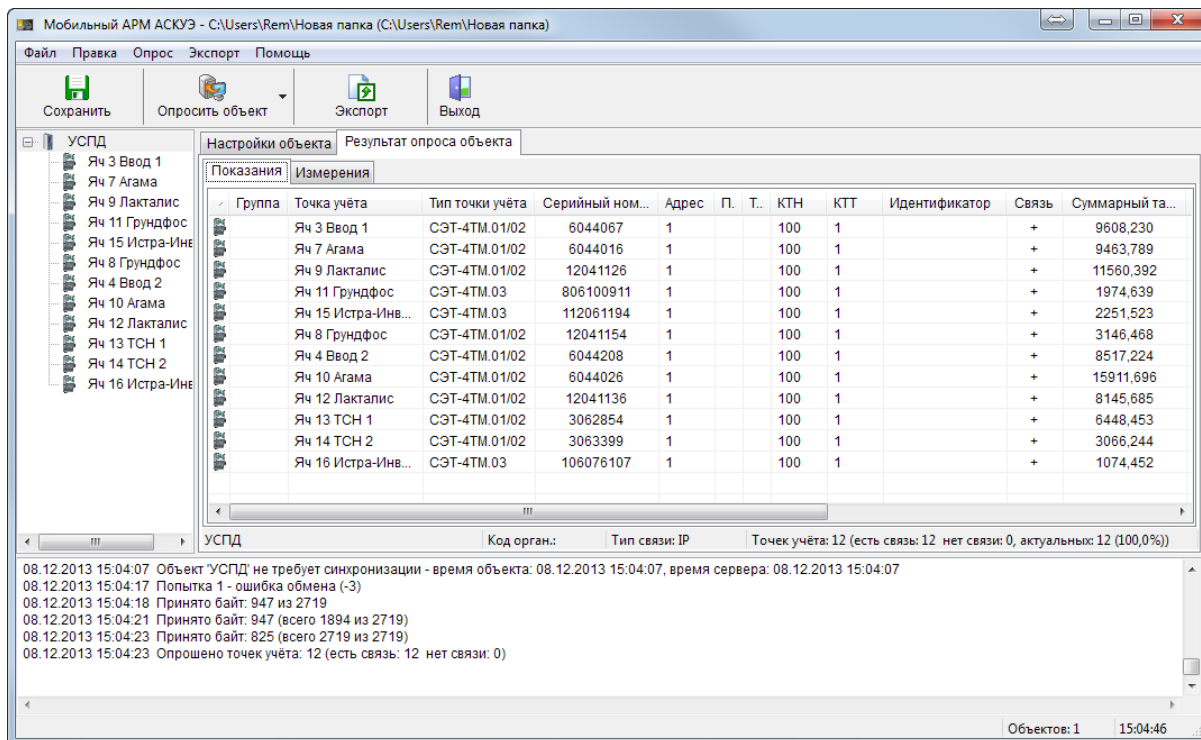 Мобильный АРМ АСКУЭ - C:\Users\Rem\Новая папка (C:\Users\Rem\Новая папка)
Файл Правка Опрос Экспорт Помощь
Сохранить Опросить объект Экспорт Выход
УСПД
Яч 3 Ввод 1
Яч 7 Агама
Яч 9 Лакталис
Яч 11 Грундфос
Яч 15 Истра-Инв
Яч 8 Грундфос
Яч 4 Ввод 2
Яч 10 Агама
Яч 12 Лакталис
Яч 13 ТСН 1
Яч 14 ТСН 2
Яч 16 Истра-Инв
Настройки объекта Результат опроса объекта
Показания Измерения
Группа Точка учёта Тип точки учёта Серийный ном... Адрес П. Т.. КТН КТТ Идентификатор Связь Суммарный та...
Яч 3 Ввод 1 СЭТ-4ТМ.01/02 6044067 1 100 1 + 9608,230
Яч 7 Агама СЭТ-4ТМ.01/02 6044016 1 100 1 + 9463,789
Яч 9 Лакталис СЭТ-4ТМ.01/02 12041126 1 100 1 + 11560,392
Яч 11 Грундфос СЭТ-4ТМ.03 806100911 1 100 1 + 1974,639
Яч 15 Истра-Инв... СЭТ-4ТМ.03 112061194 1 100 1 + 2251,523
Яч 8 Грундфос СЭТ-4ТМ.01/02 12041154 1 100 1 + 3146,468
Яч 4 Ввод 2 СЭТ-4ТМ.01/02 6044208 1 100 1 + 8517,224
Яч 10 Агама СЭТ-4ТМ.01/02 6044026 1 100 1 + 15911,696
Яч 12 Лакталис СЭТ-4ТМ.01/02 12041136 1 100 1 + 8145,685
Яч 13 ТСН 1 СЭТ-4ТМ.01/02 3062854 1 100 1 + 6448,453
Яч 14 ТСН 2 СЭТ-4ТМ.01/02 3063399 1 100 1 + 3066,244
Яч 16 Истра-Инв... СЭТ-4ТМ.03 106076107 1 100 1 + 1074,452
УСПД Код орган.: Тип связи: IP Точек учёта: 12 (есть связь: 12 нет связи: 0, актуальных: 12 (100,0%))
08.12.2013 15:04:07 Объект 'УСПД' не требует синхронизации - время объекта: 08.12.2013 15:04:07, время сервера: 08.12.2013 15:04:07
08.12.2013 15:04:17 Попытка 1 - ошибка обмена (-3)
08.12.2013 15:04:18 Принято байт: 947 из 2719
08.12.2013 15:04:21 Принято байт: 947 (всего 1894 из 2719)
08.12.2013 15:04:23 Принято байт: 825 (всего 2719 из 2719)
08.12.2013 15:04:23 Опрошено точек учёта: 12 (есть связь: 12 нет связи: 0)
Объектов: 1 15:04:46